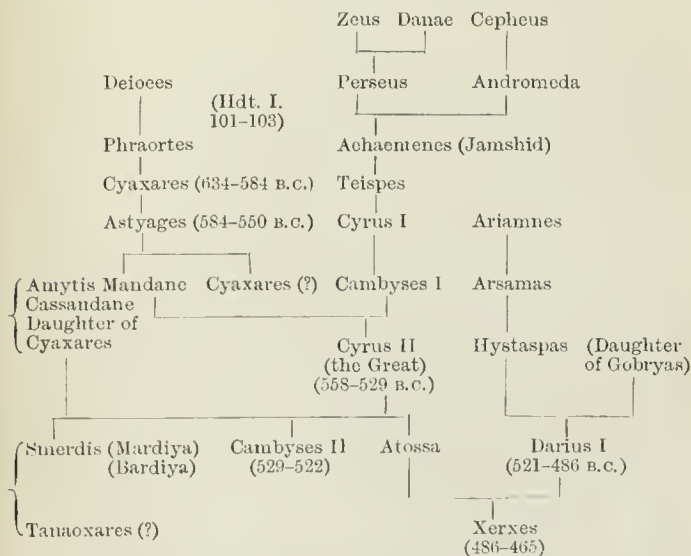 Zeus Danae Cepheus
Deioces Perseus Andromeda
(Hdt. I.
101–103)
Phraortes Achaemenes (Jamshid)
Cyaxares (634–584 B.C.) Teispes
Astyages (584–550 B.C.) Cyrus I Ariamnes
Amytis Mandane Cyaxares (?) Cambyses I Arsamas
Cassandane
Daughter of
Cyaxares Cyrus II Hystaspas (Daughter
(the Great) of Gobryas)
(558–529 B.C.)
Smerdis (Mardiya) Cambyses II Atossa Darius I
(Bardiya) (529–522) (521–486 B.C.)
Tanaoxares (?) Xerxes
(486–465)